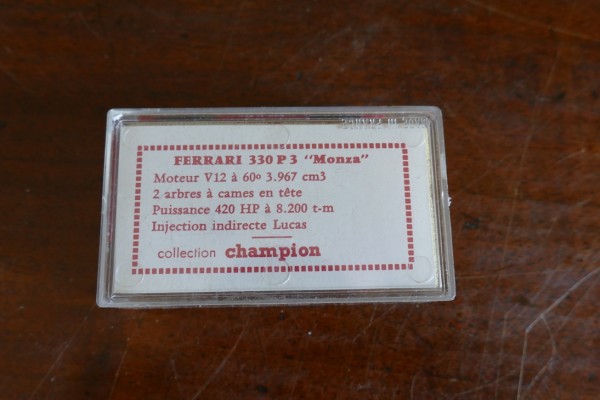 FERRARI 330 P 3 "Monza"
Moteur V12 à 60º 3.967 cm3
2 arbres à cames en tête
Puissance 420 HP à 8.200 t-m
Injection indirecte Lucas
collection champion